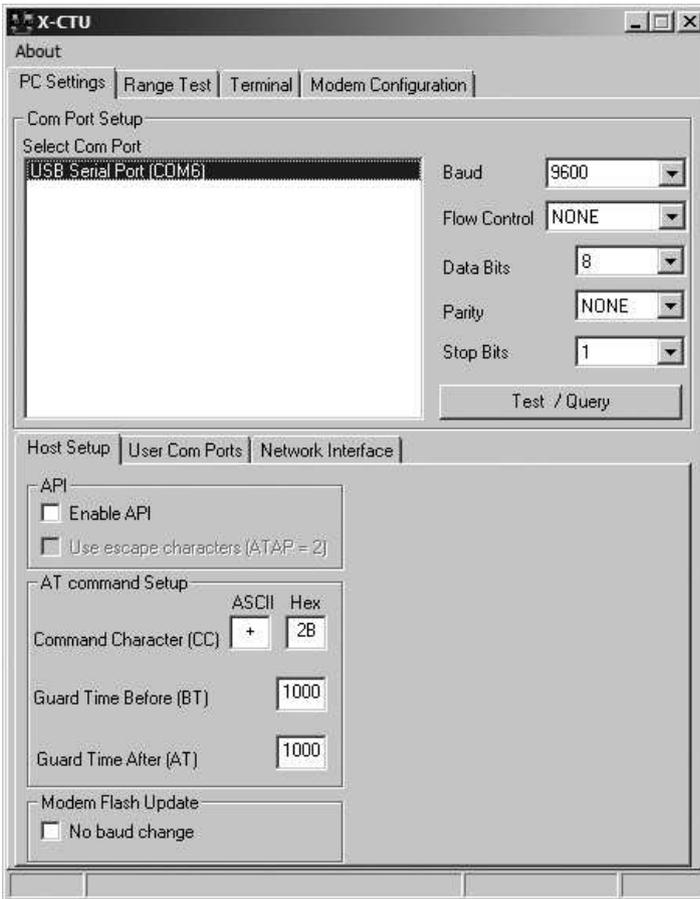 X-CTU
About
PC Settings Range Test Terminal Modem Configuration
Com Port Setup
Select Com Port
USB Serial Port (COM6)
Baud 9600
Flow Control NONE
Data Bits 8
Parity NONE
Stop Bits 1
Test / Query
Host Setup User Com Ports Network Interface
API
Enable API
Use escape characters (ATAP = 2)
AT command Setup
ASCII Hex
Command Character (CC) + 2B
Guard Time Before (BT) 1000
Guard Time After (AT) 1000
Modem Flash Update
No baud change